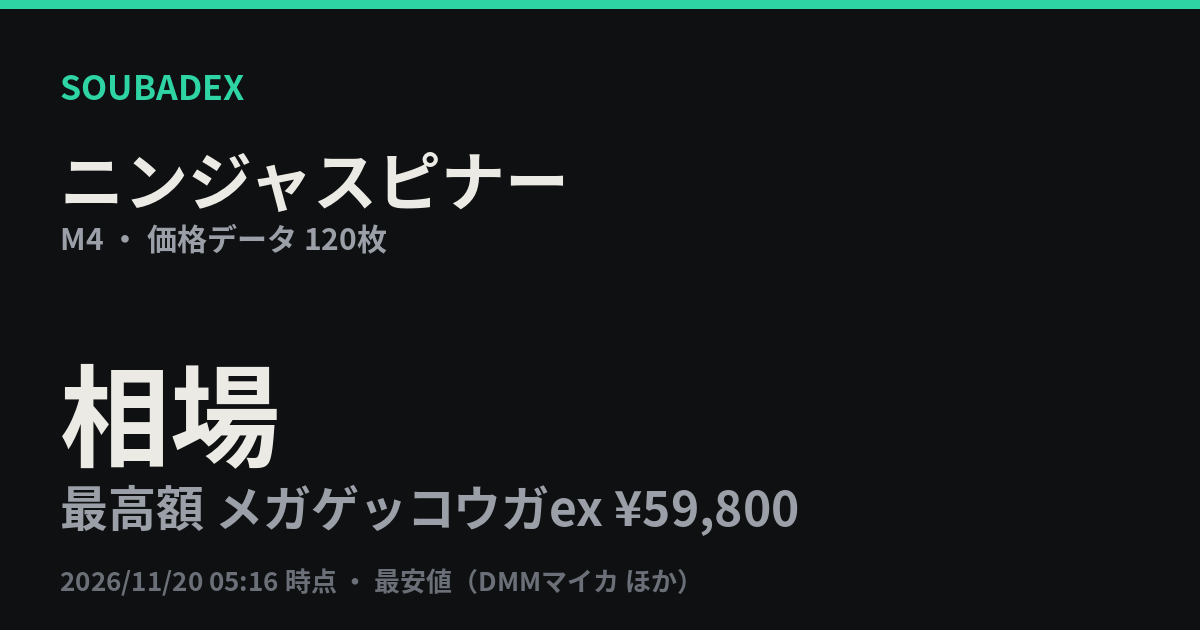 SOUBADEX
ニンジャスピナー
M4 ・ 価格データ 120枚
相場
最高額 メガゲッコウガex ¥59,800
2026/11/20 05:16 時点 ・ 最安値（DMMマイカ ほか）